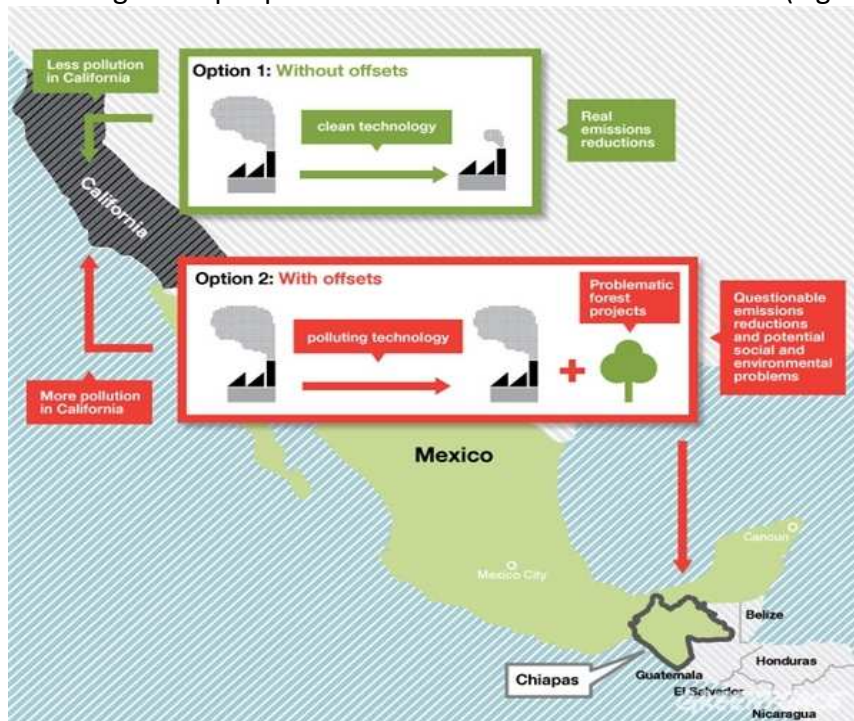 Less pollution
in California
Option 1: Without offsets
clean technology
Real
emissions
reductions
California
Option 2: With offsets
polluting technology
Problematic
forest
projects
Questionable
emissions
reductions
and potential
social and
environmental
problems
More pollution
in California
Mexico
Cancun
Mexico City
Belize
Chiapas
Guatemala
Honduras
El Salvador
Nicaragua